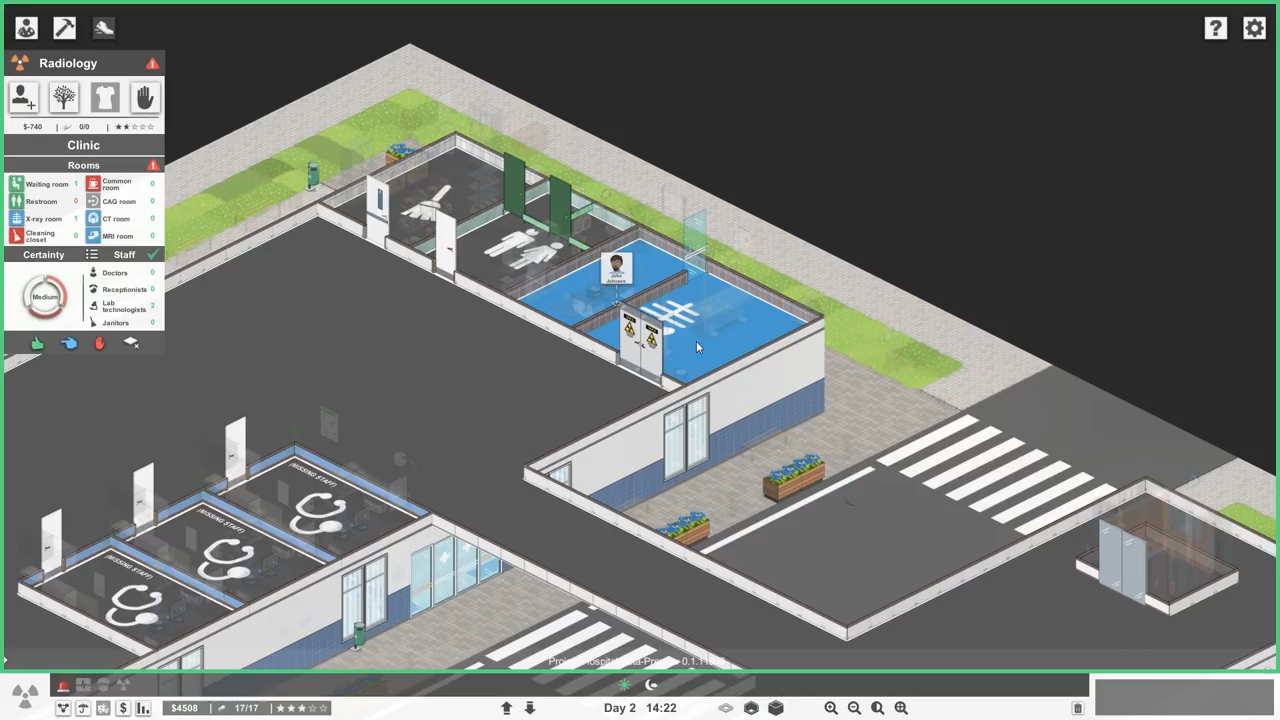 Radiology
$-740 | 0/0 |
Clinic
Rooms
Waiting room 1
Common room 0
Restroom 0
CAG room 0
X-ray room 1
CT room 0
Cleaning closet 0
MRI room 0
Certainty
Staff
Medium
Doctors 0
Receptionists 0
Lab technologists 2
Janitors 0
John Johnson
(MISSING STAFF)
(MISSING STAFF)
(MISSING STAFF)
$4508 | 17/17 |
Day 2 14:22
?